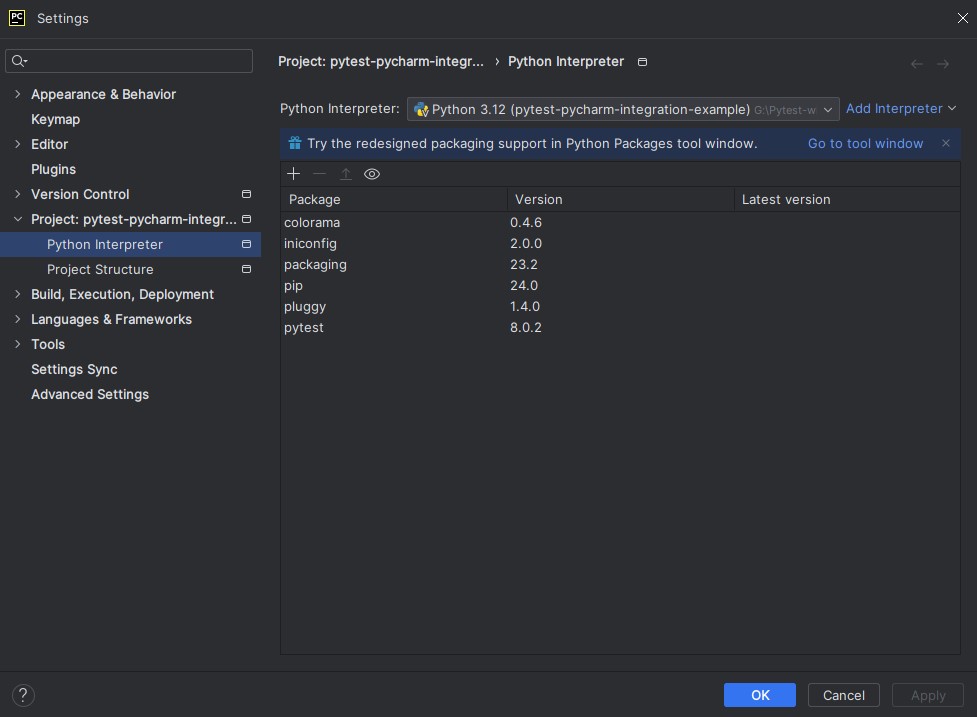 PC Settings
Project: pytest-pycharm-integr... › Python Interpreter
Appearance & Behavior
Keymap
Editor
Plugins
Version Control
Project: pytest-pycharm-integr...
Python Interpreter
Project Structure
Build, Execution, Deployment
Languages & Frameworks
Tools
Settings Sync
Advanced Settings
Python Interpreter: Python 3.12 (pytest-pycharm-integration-example) G:\Pytest-w Add Interpreter
Try the redesigned packaging support in Python Packages tool window. Go to tool window
Package Version Latest version
colorama 0.4.6
iniconfig 2.0.0
packaging 23.2
pip 24.0
pluggy 1.4.0
pytest 8.0.2
? OK Cancel Apply